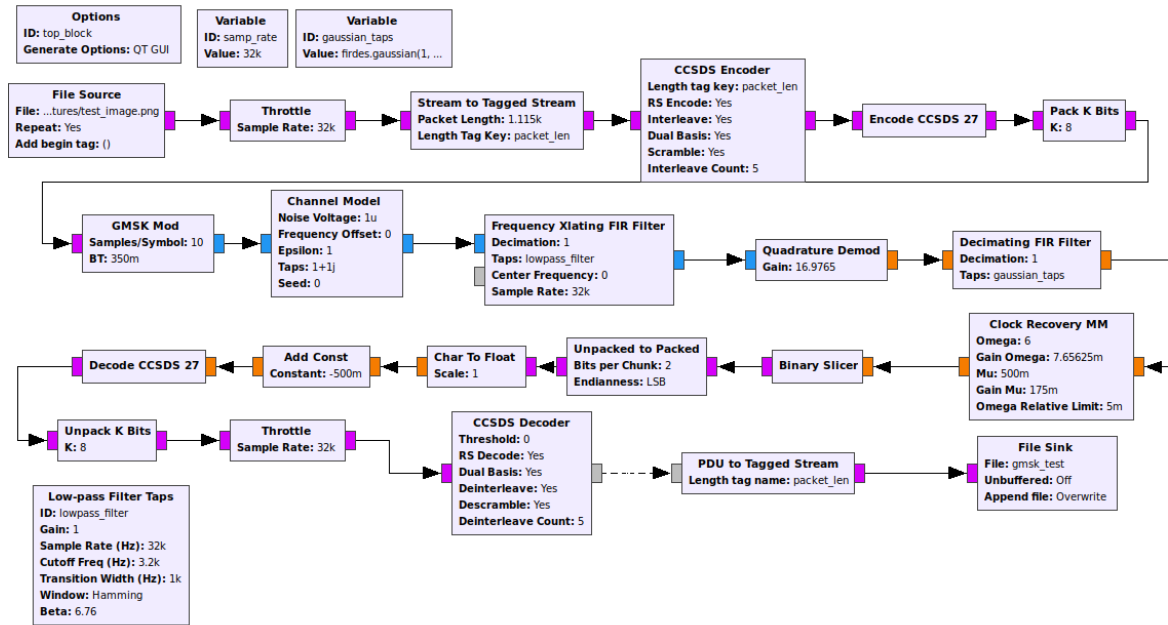 Options
ID: top_block
Generate Options: QT GUI
Variable
ID: samp_rate
Value: 32k
Variable
ID: gaussian_taps
Value: firdes.gaussian(1, ...
File Source
File: ...tures/test_image.png
Repeat: Yes
Add begin tag: ()
Throttle
Sample Rate: 32k
Stream to Tagged Stream
Packet Length: 1.115k
Length Tag Key: packet_len
CCSDS Encoder
Length tag key: packet_len
RS Encode: Yes
Interleave: Yes
Dual Basis: Yes
Scramble: Yes
Interleave Count: 5
Encode CCSDS 27
Pack K Bits
K: 8
GMSK Mod
Samples/Symbol: 10
BT: 350m
Channel Model
Noise Voltage: 1u
Frequency Offset: 0
Epsilon: 1
Taps: 1+1j
Seed: 0
Frequency Xlating FIR Filter
Decimation: 1
Taps: lowpass_filter
Center Frequency: 0
Sample Rate: 32k
Quadrature Demod
Gain: 16.9765
Decimating FIR Filter
Decimation: 1
Taps: gaussian_taps
Decode CCSDS 27
Add Const
Constant: -500m
Char To Float
Scale: 1
Unpacked to Packed
Bits per Chunk: 2
Endianness: LSB
Binary Slicer
Clock Recovery MM
Omega: 6
Gain Omega: 7.65625m
Mu: 500m
Gain Mu: 175m
Omega Relative Limit: 5m
Unpack K Bits
K: 8
Throttle
Sample Rate: 32k
CCSDS Decoder
Threshold: 0
RS Decode: Yes
Dual Basis: Yes
Deinterleave: Yes
Descramble: Yes
Deinterleave Count: 5
PDU to Tagged Stream
Length tag name: packet_len
File Sink
File: gmsk_test
Unbuffered: Off
Append file: Overwrite
Low-pass Filter Taps
ID: lowpass_filter
Gain: 1
Sample Rate (Hz): 32k
Cutoff Freq (Hz): 3.2k
Transition Width (Hz): 1k
Window: Hamming
Beta: 6.76